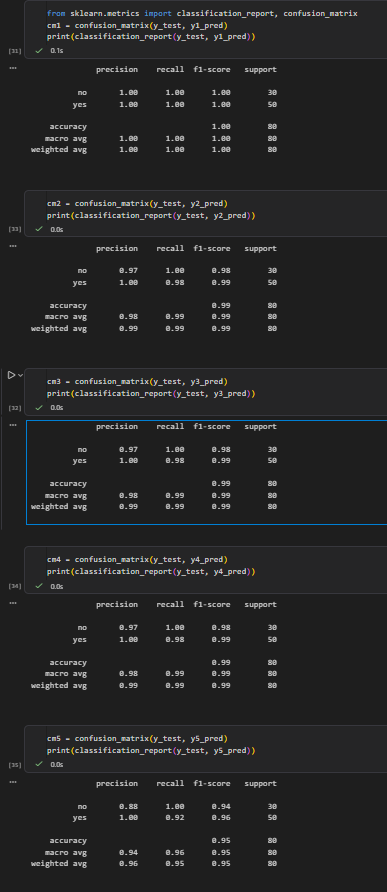 from sklearn.metrics import classification_report, confusion_matrix
cm1 = confusion_matrix(y_test, y1_pred)
print(classification_report(y_test, y1_pred))
[31] ✓ 0.1s
... precision recall f1-score support
no 1.00 1.00 1.00 30
yes 1.00 1.00 1.00 50
accuracy 1.00 80
macro avg 1.00 1.00 1.00 80
weighted avg 1.00 1.00 1.00 80
cm2 = confusion_matrix(y_test, y2_pred)
print(classification_report(y_test, y2_pred))
[33] ✓ 0.0s
... precision recall f1-score support
no 0.97 1.00 0.98 30
yes 1.00 0.98 0.99 50
accuracy 0.99 80
macro avg 0.98 0.99 0.99 80
weighted avg 0.99 0.99 0.99 80
cm3 = confusion_matrix(y_test, y3_pred)
print(classification_report(y_test, y3_pred))
[32] ✓ 0.0s
... precision recall f1-score support
no 0.97 1.00 0.98 30
yes 1.00 0.98 0.99 50
accuracy 0.99 80
macro avg 0.98 0.99 0.99 80
weighted avg 0.99 0.99 0.99 80
cm4 = confusion_matrix(y_test, y4_pred)
print(classification_report(y_test, y4_pred))
[34] ✓ 0.0s
... precision recall f1-score support
no 0.97 1.00 0.98 30
yes 1.00 0.98 0.99 50
accuracy 0.99 80
macro avg 0.98 0.99 0.99 80
weighted avg 0.99 0.99 0.99 80
cm5 = confusion_matrix(y_test, y5_pred)
print(classification_report(y_test, y5_pred))
[35] ✓ 0.0s
... precision recall f1-score support
no 0.88 1.00 0.94 30
yes 1.00 0.92 0.96 50
accuracy 0.95 80
macro avg 0.94 0.96 0.95 80
weighted avg 0.96 0.95 0.95 80